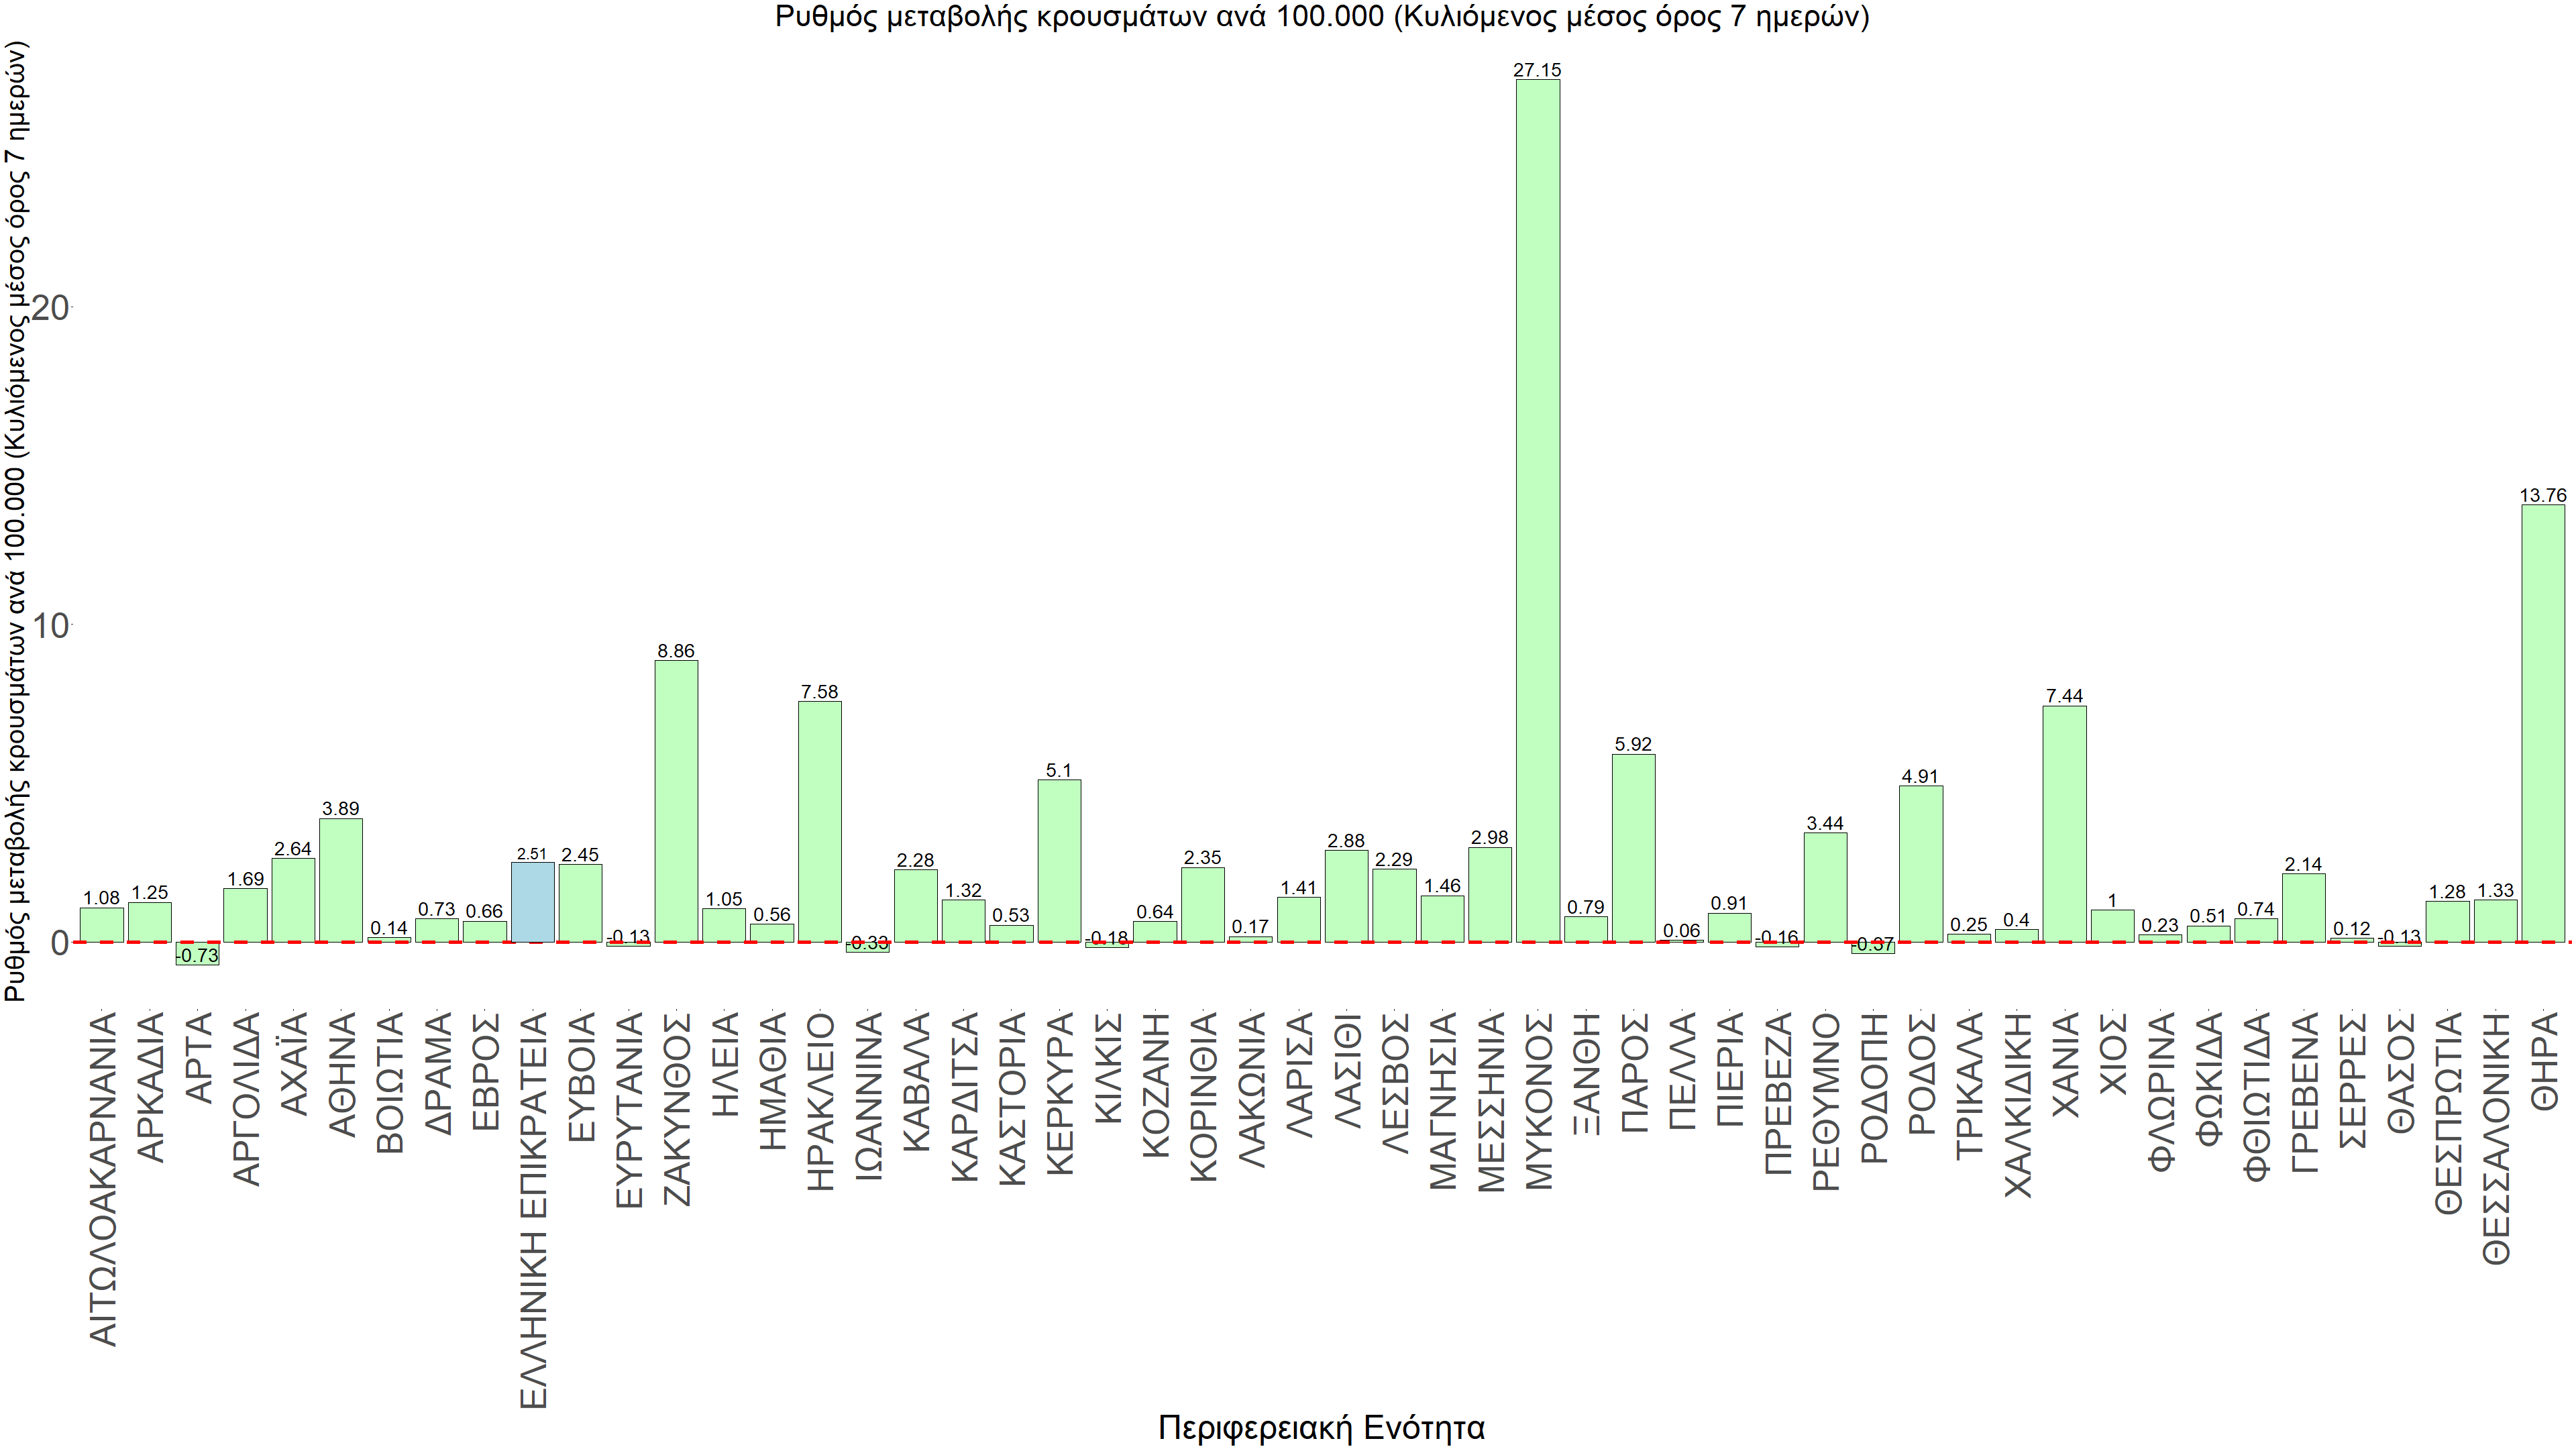 Ρυθμός μεταβολής κρουσμάτων ανά 100.000 (Κυλιόμενος μέσος όρος 7 ημερών)
Ρυθμός μεταβολής κρουσμάτων ανά 100.000 (Κυλιόμενος μέσος όρος 7 ημερών)
20
10
0
1.08
1.25
-0.73
1.69
2.64
3.89
0.14
0.73
0.66
2.51
2.45
-0.13
8.86
1.05
0.56
7.58
-0.33
2.28
1.32
0.53
5.1
-0.18
0.64
2.35
0.17
1.41
2.88
2.29
1.46
2.98
27.15
0.79
5.92
0.06
0.91
-0.16
3.44
-0.37
4.91
0.25
0.4
7.44
1
0.23
0.51
0.74
2.14
0.12
-0.13
1.28
1.33
13.76
ΑΙΤΩΛΟΑΚΑΡΝΑΝΙΑ
ΑΡΚΑΔΙΑ
ΑΡΤΑ
ΑΡΓΟΛΙΔΑ
ΑΧΑΪΑ
ΑΘΗΝΑ
ΒΟΙΩΤΙΑ
ΔΡΑΜΑ
ΕΒΡΟΣ
ΕΛΛΗΝΙΚΗ ΕΠΙΚΡΑΤΕΙΑ
ΕΥΒΟΙΑ
ΕΥΡΥΤΑΝΙΑ
ΖΑΚΥΝΘΟΣ
ΗΛΕΙΑ
ΗΜΑΘΙΑ
ΗΡΑΚΛΕΙΟ
ΙΩΑΝΝΙΝΑ
ΚΑΒΑΛΑ
ΚΑΡΔΙΤΣΑ
ΚΑΣΤΟΡΙΑ
ΚΕΡΚΥΡΑ
ΚΙΛΚΙΣ
ΚΟΖΑΝΗ
ΚΟΡΙΝΘΙΑ
ΛΑΚΩΝΙΑ
ΛΑΡΙΣΑ
ΛΑΣΙΘΙ
ΛΕΣΒΟΣ
ΜΑΓΝΗΣΙΑ
ΜΕΣΣΗΝΙΑ
ΜΥΚΟΝΟΣ
ΞΑΝΘΗ
ΠΑΡΟΣ
ΠΕΛΛΑ
ΠΙΕΡΙΑ
ΠΡΕΒΕΖΑ
ΡΕΘΥΜΝΟ
ΡΟΔΟΠΗ
ΡΟΔΟΣ
ΤΡΙΚΑΛΑ
ΧΑΛΚΙΔΙΚΗ
ΧΑΝΙΑ
ΧΙΟΣ
ΦΛΩΡΙΝΑ
ΦΩΚΙΔΑ
ΦΘΙΩΤΙΔΑ
ΓΡΕΒΕΝΑ
ΣΕΡΡΕΣ
ΘΑΣΟΣ
ΘΕΣΠΡΩΤΙΑ
ΘΕΣΣΑΛΟΝΙΚΗ
ΘΗΡΑ
Περιφερειακή Ενότητα